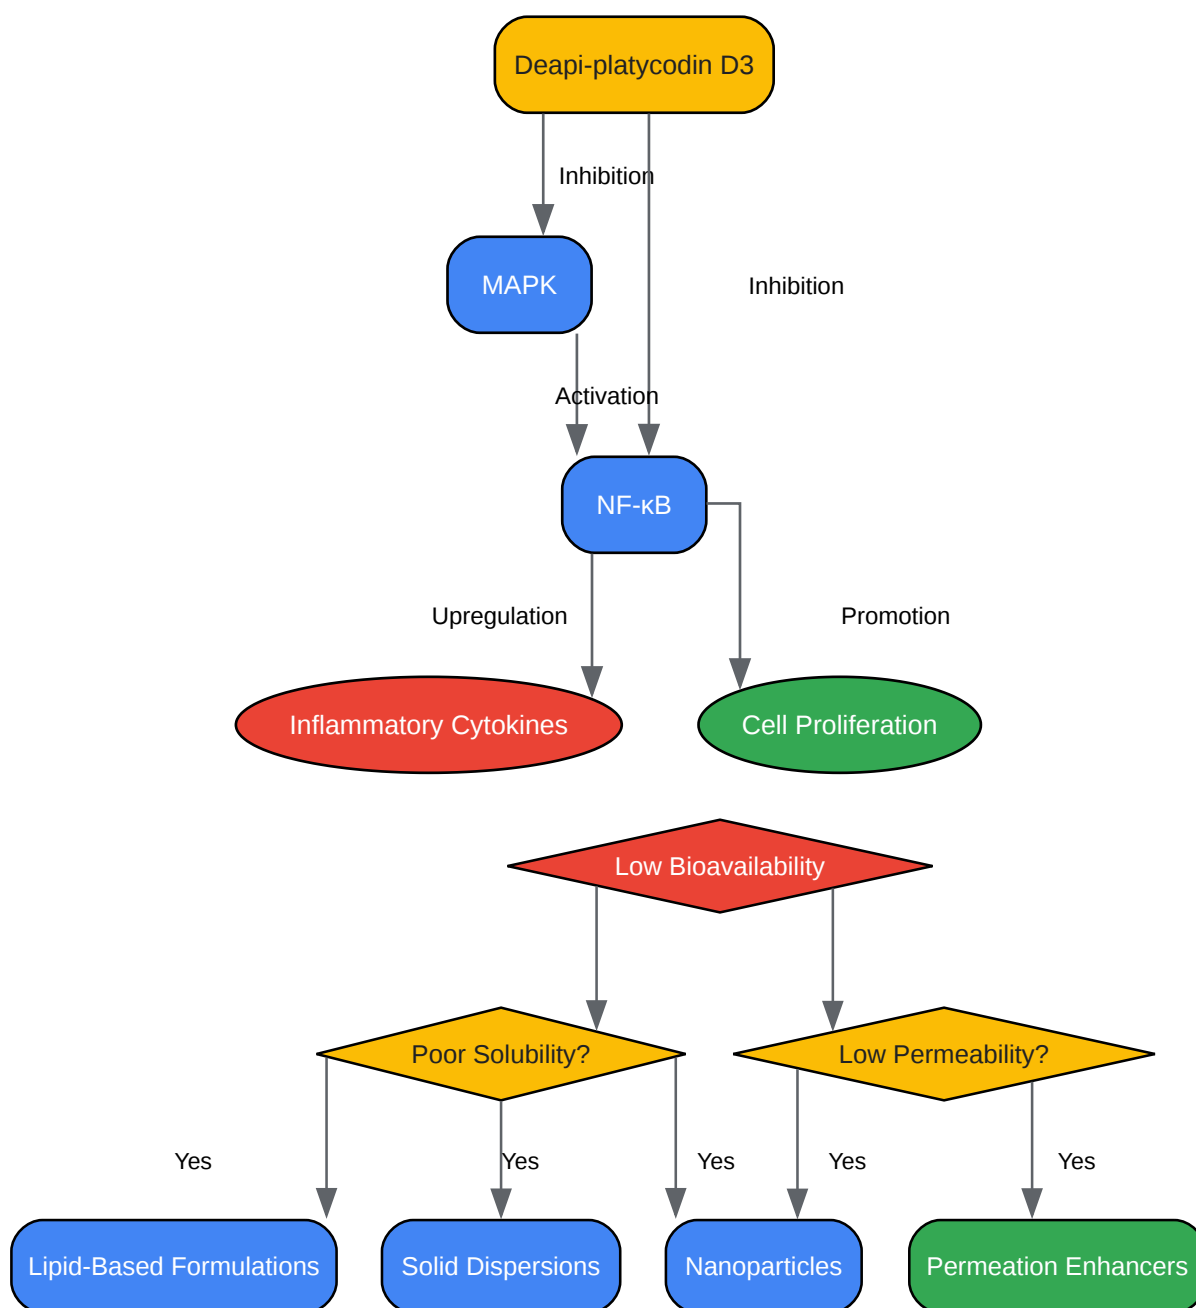 Deapi-platycodin D3
Inhibition
MAPK
Inhibition
Activation
NF-κB
Upregulation
Promotion
Inflammatory Cytokines
Cell Proliferation
Low Bioavailability
Poor Solubility?
Low Permeability?
Yes
Yes
Yes
Yes
Yes
Lipid-Based Formulations
Solid Dispersions
Nanoparticles
Permeation Enhancers